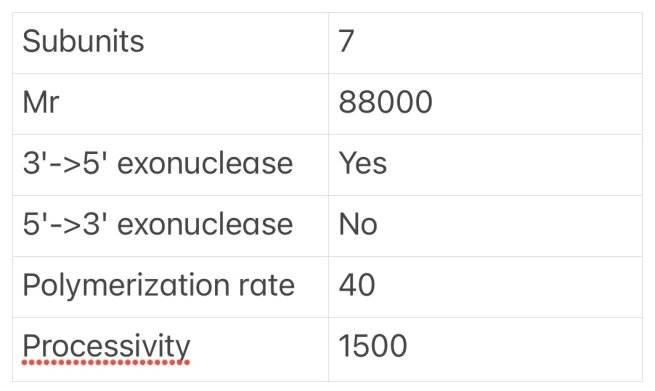 Subunits 7
Mr 88000
3'->5' exonuclease Yes
5'->3' exonuclease No
Polymerization rate 40
Processivity 1500